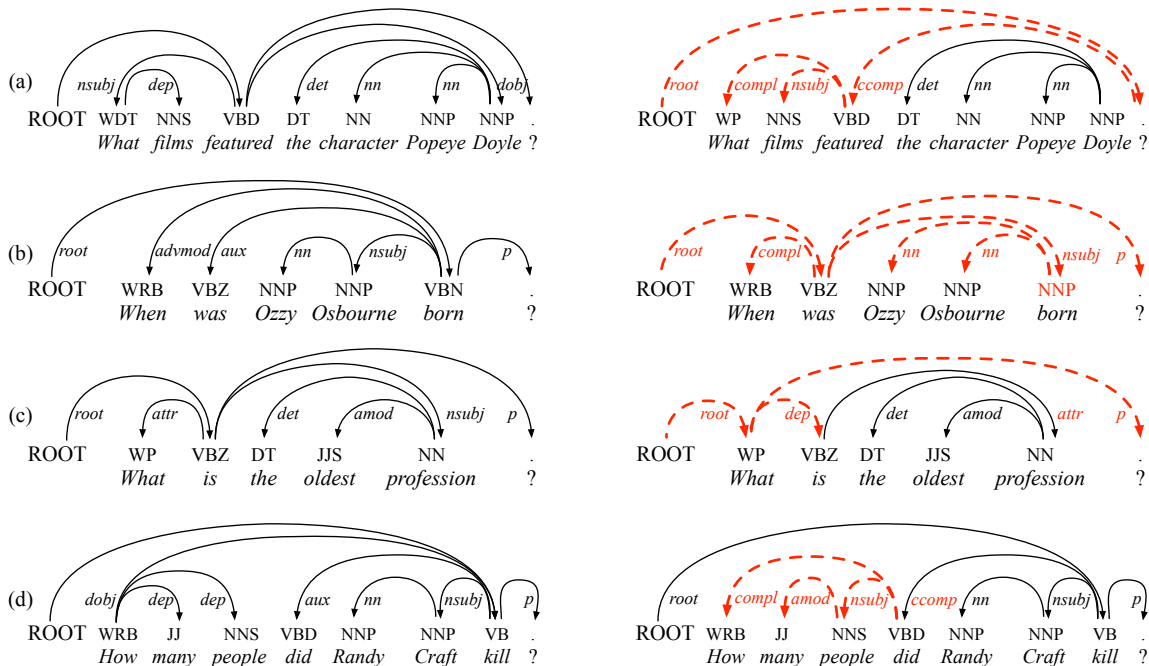 (a)
nsubj dep det nn nn dobj
ROOT WDT NNS VBD DT NN NNP NNP .
What films featured the character Popeye Doyle ?
root compl nsubj ccomp det nn nn
ROOT WP NNS VBD DT NN NNP NNP .
What films featured the character Popeye Doyle ?
(b)
root advmod aux nn nsubj p
ROOT WRB VBZ NNP NNP VBN .
When was Ozzy Osbourne born ?
root compl nn nn nsubj p
ROOT WRB VBZ NNP NNP NNP .
When was Ozzy Osbourne born ?
(c)
root attr det amod nsubj p
ROOT WP VBZ DT JJS NN .
What is the oldest profession ?
root dep det amod attr p
ROOT WP VBZ DT JJS NN .
What is the oldest profession ?
(d)
dobj dep dep aux nn nsubj p
ROOT WRB JJ NNS VBD NNP NNP VB .
How many people did Randy Craft kill ?
root compl amod nsubj ccomp nn nsubj p
ROOT WRB JJ NNS VBD NNP NNP VB .
How many people did Randy Craft kill ?